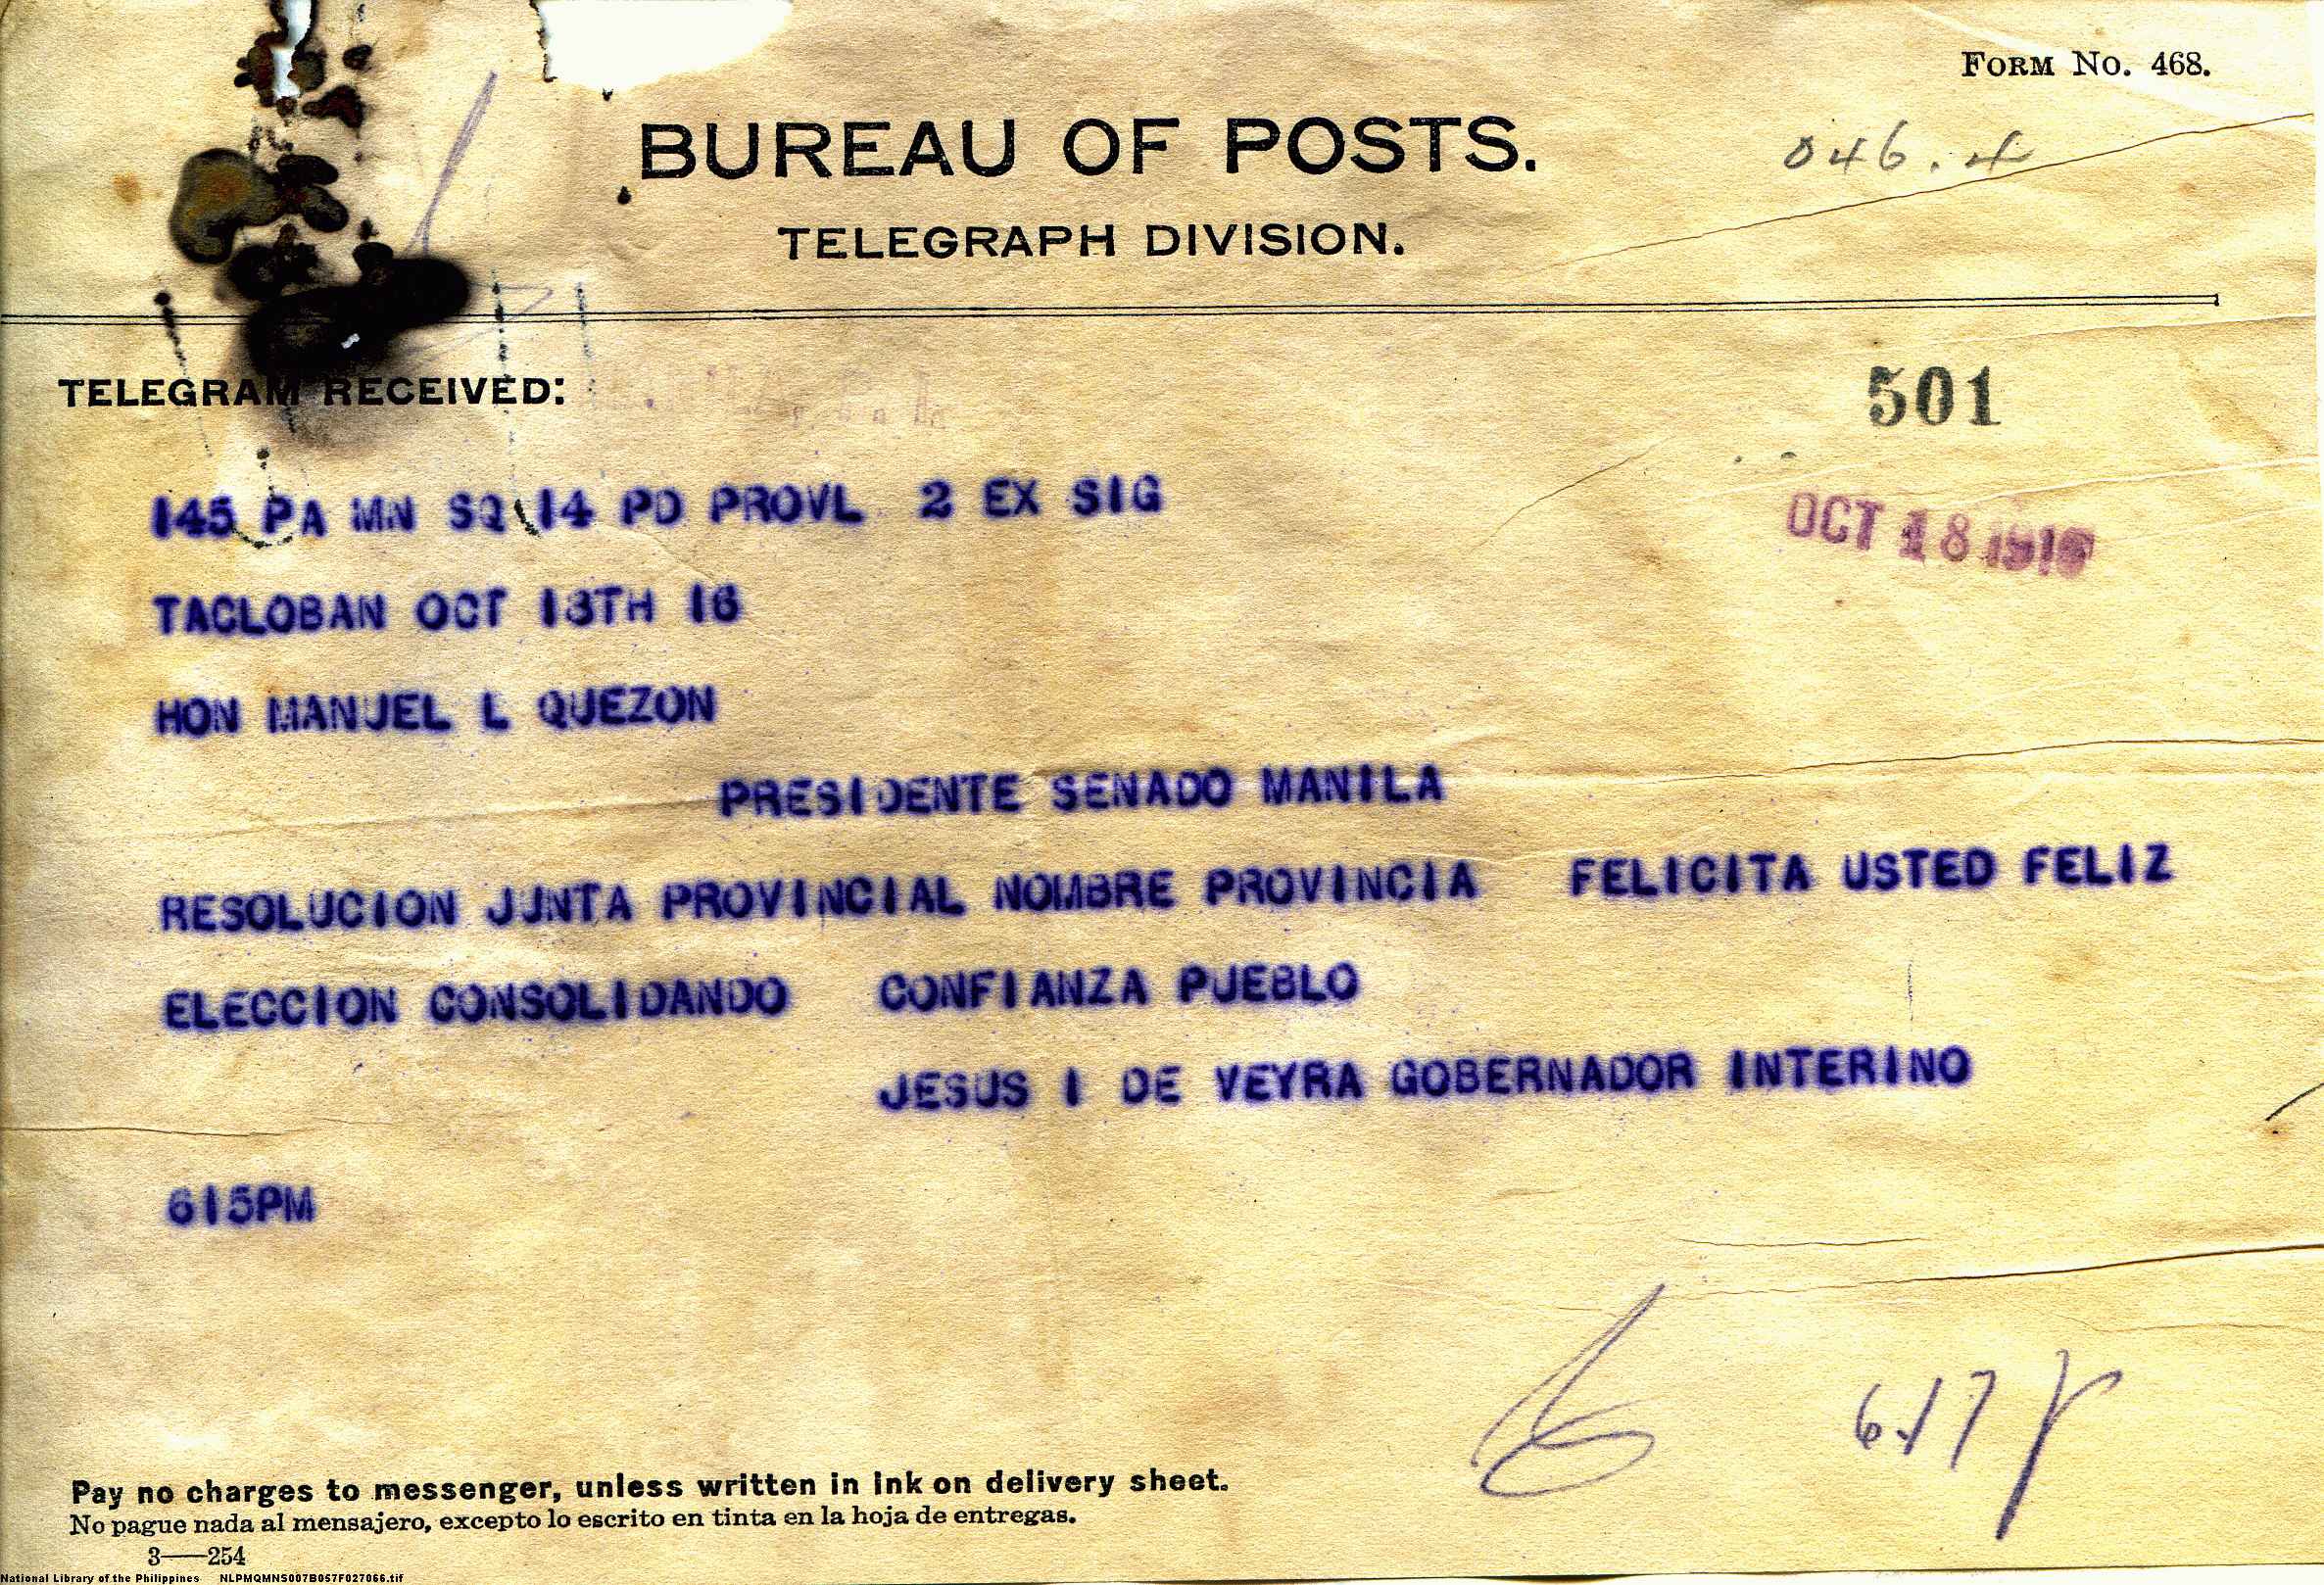 FORM No. 468.
046.4
BUREAU OF POSTS.
TELEGRAPH DIVISION.
TELEGRAM RECEIVED:
501
145 PA MN SQ 14 PD PROVL 2 EX SIG
OCT 18 1916
TACLOBAN OCT 18TH 16
HON MANUEL L QUEZON
PRESIDENTE SENADO MANILA
RESOLUCION JUNTA PROVINCIAL NOMBRE PROVINCIA FELICITA USTED FELIZ
ELECCION CONSOLIDANDO CONFIANZA PUEBLO
JESUS I DE VEYRA GOBERNADOR INTERINO
615PM
617
Pay no charges to messenger, unless written in ink on delivery sheet.
No pague nada al mensajero, excepto lo escrito en tinta en la hoja de entregas.
3——254
National Library of the Philippines NLPMQMNS007B057F027066.tif